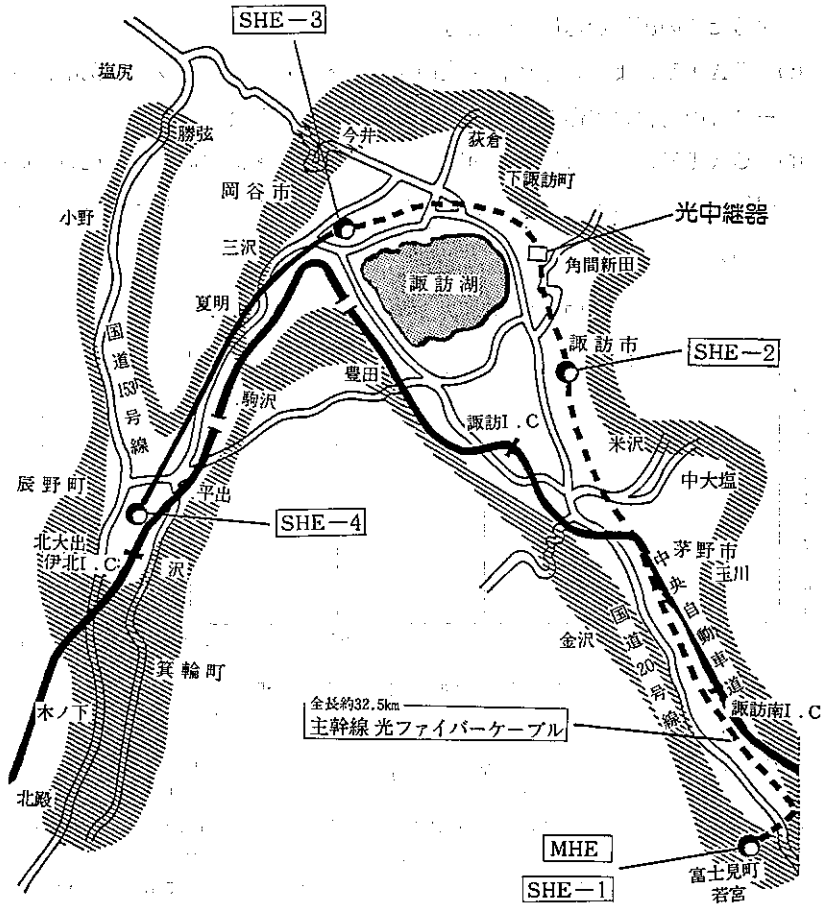 SHE-3
塩尻
勝弦
今井
荻倉
下諏訪町
岡谷市
光中継器
小野
三沢
角間新田
諏訪湖
夏明
諏訪市
SHE-2
国道153号線
豊田
駒沢
諏訪I.C
米沢
中大塩
辰野町
平出
SHE-4
北大出
伊北I.C
沢
茅野市
玉川
中央自動車道
金沢
国道20号線
箕輪町
諏訪南I.C
全長約32.5km
主幹線 光ファイバーケーブル
木ノ下
北殿
MHE
SHE-1
富士見町
若宮